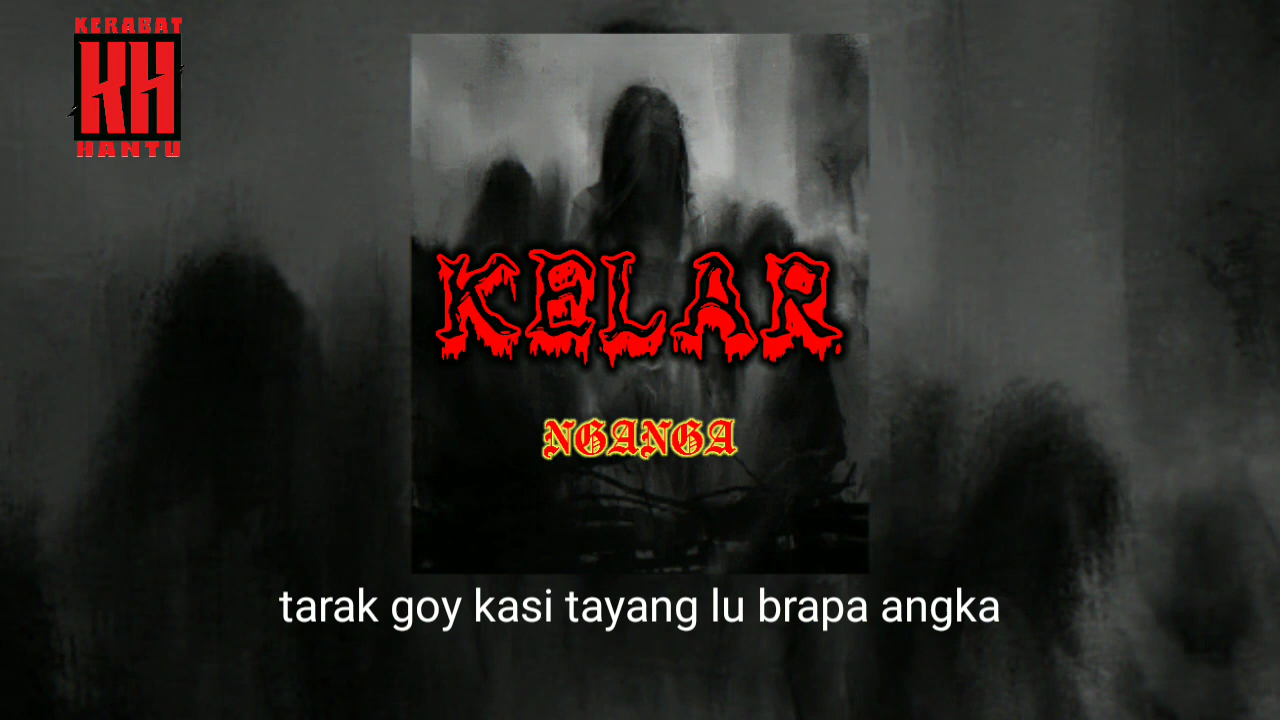 KERABAT
KH
HANTU
KELAR
NGANGA
tarak goy kasi tayang lu brapa angka